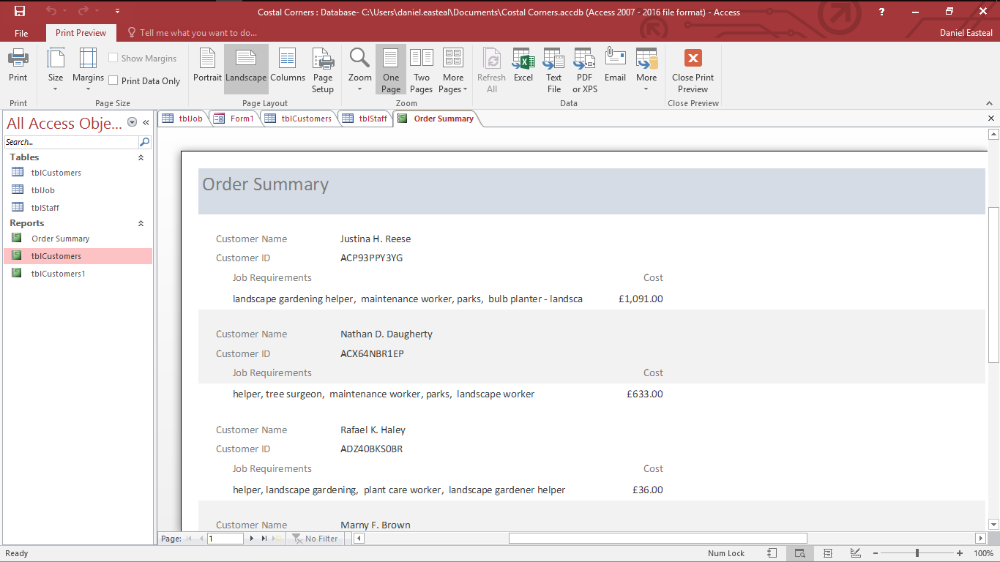 Costal Corners : Database- C:\Users\daniel.easteal\Documents\Costal Corners.accdb (Access 2007 - 2016 file format) - Access
?
File
Print Preview
Tell me what you want to do...
Daniel Easteal
Print
Size
Margins
Show Margins
Print Data Only
Portrait
Landscape
Columns
Page Setup
Zoom
One Page
Two Pages
More Pages
Refresh All
Excel
Text File
PDF or XPS
Email
More
Close Print Preview
Print
Page Size
Page Layout
Zoom
Data
Close Preview
All Access Obje...
Search...
Tables
tblCustomers
tblJob
tblStaff
Reports
Order Summary
tblCustomers
tblCustomers1
tblJob
Form1
tblCustomers
tblStaff
Order Summary
Order Summary
Customer Name Justina H. Reese
Customer ID ACP93PPY3YG
Job Requirements Cost
landscape gardening helper, maintenance worker, parks, bulb planter - landsca £1,091.00
Customer Name Nathan D. Daugherty
Customer ID ACX64NBR1EP
Job Requirements Cost
helper, tree surgeon, maintenance worker, parks, landscape worker £633.00
Customer Name Rafael K. Haley
Customer ID ADZ40BKS0BR
Job Requirements Cost
helper, landscape gardening, plant care worker, landscape gardener helper £36.00
Customer Name Marny F. Brown
Page: 1
No Filter
Ready
Num Lock
100%